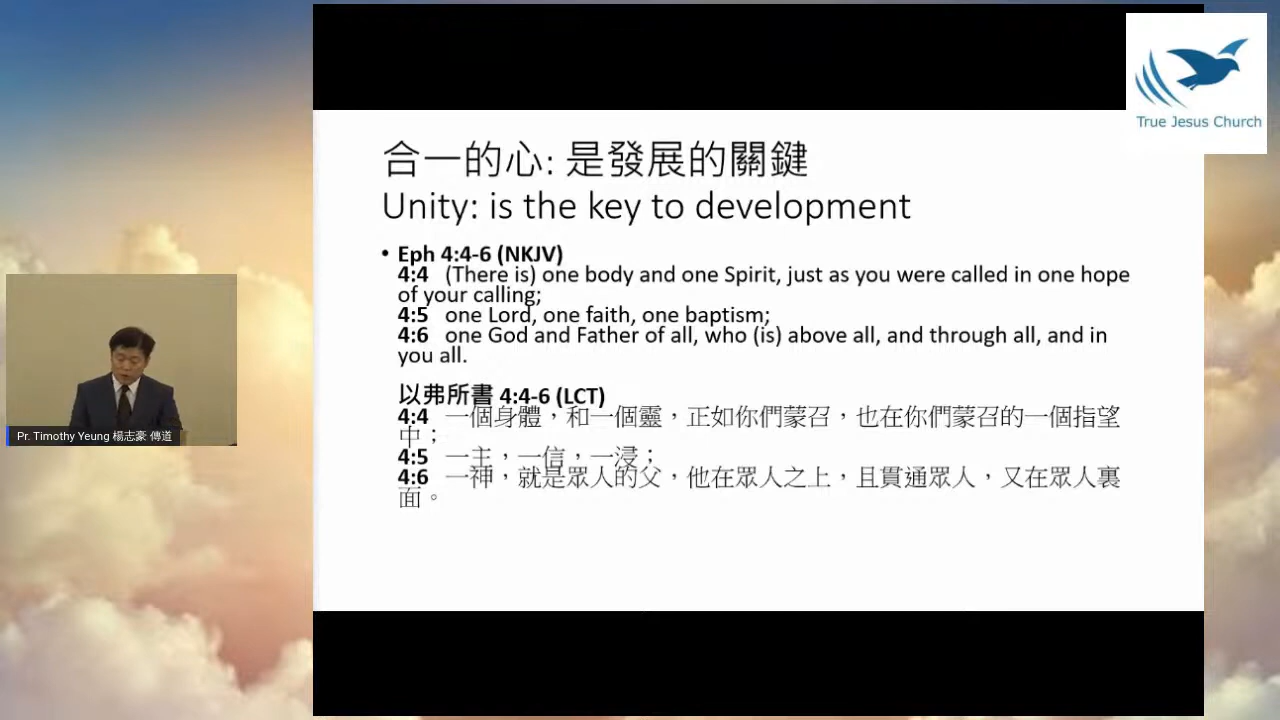 True Jesus Church
合一的心: 是發展的關鍵
Unity: is the key to development
• Eph 4:4-6 (NKJV)
4:4 (There is) one body and one Spirit, just as you were called in one hope
of your calling;
4:5 one Lord, one faith, one baptism;
4:6 one God and Father of all, who (is) above all, and through all, and in
you all.
以弗所書 4:4-6 (LCT)
4:4 一個身體，和一個靈，正如你們蒙召，也在你們蒙召的一個指望
中；
4:5 一主，一信，一浸；
4:6 一神，就是眾人的父，他在眾人之上，且貫通眾人，又在眾人裏
面。
Pr. Timothy Yeung 楊志豪 傳道